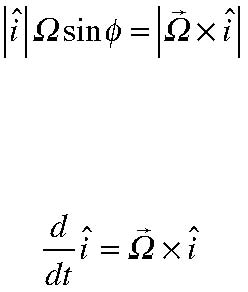 |î| Ω sin ϕ = |Ω⃗ × î|
d/dt î = Ω⃗ × î